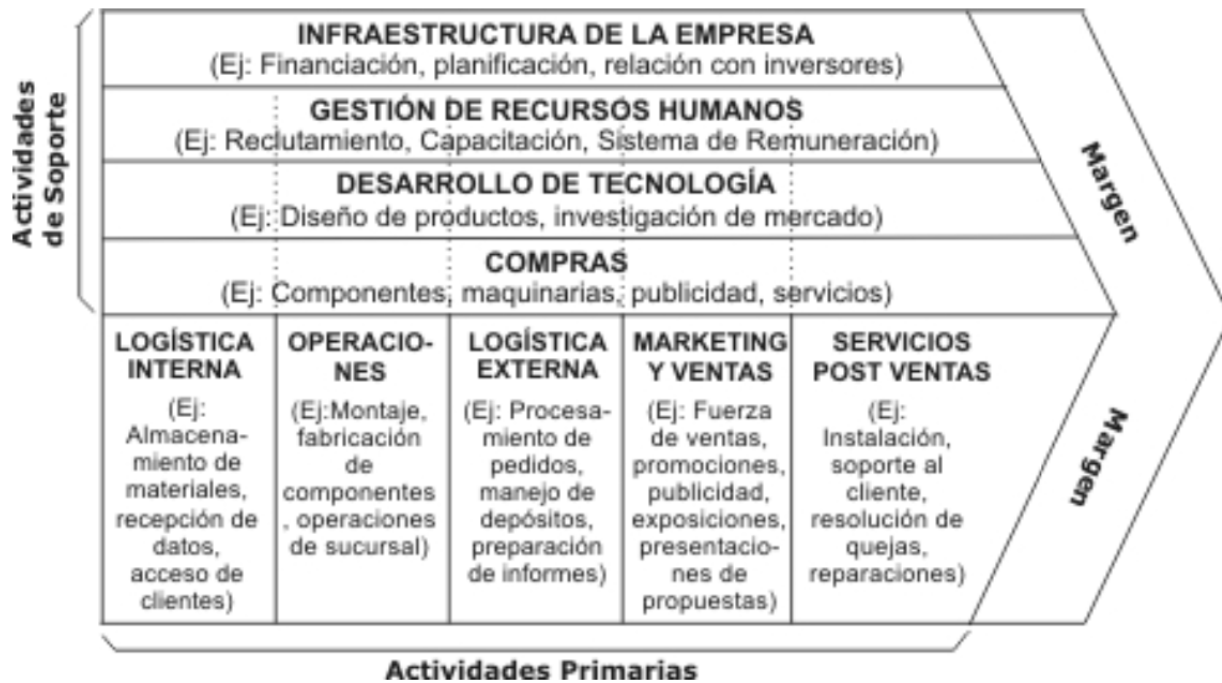 Actividades
de Soporte
INFRAESTRUCTURA DE LA EMPRESA
(Ej: Financiación, planificación, relación con inversores)
GESTIÓN DE RECURSOS HUMANOS
(Ej: Reclutamiento, Capacitación, Sistema de Remuneración)
DESARROLLO DE TECNOLOGÍA
(Ej: Diseño de productos, investigación de mercado)
COMPRAS
(Ej: Componentes, maquinarias, publicidad, servicios)
LOGÍSTICA
INTERNA
(Ej:
Almacena-
miento de
materiales,
recepción de
datos,
acceso de
clientes)
OPERACIO-
NES
(Ej:Montaje,
fabricación
de
componentes
, operaciones
de sucursal)
LOGÍSTICA
EXTERNA
(Ej: Procesa-
miento de
pedidos,
manejo de
depósitos,
preparación
de informes)
MARKETING
Y VENTAS
(Ej: Fuerza
de ventas,
promociones,
publicidad,
exposiciones,
presentacio-
nes de
propuestas)
SERVICIOS
POST VENTAS
(Ej:
Instalación,
soporte al
cliente,
resolución de
quejas,
reparaciones)
Margen
Margen
Actividades Primarias